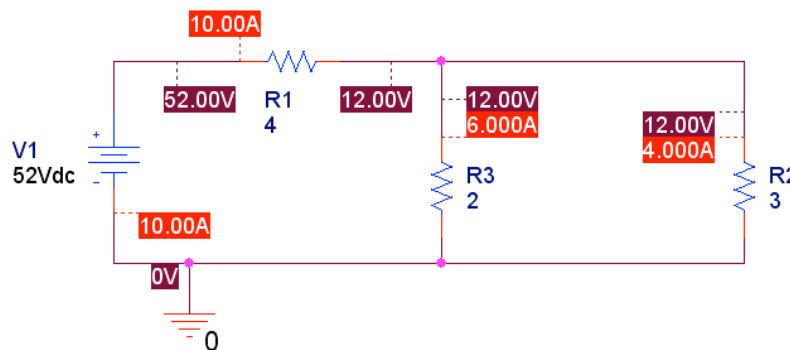 10.00A
52.00V
R1
4
12.00V
12.00V
6.000A
12.00V
4.000A
V1
52Vdc
+
-
R3
2
R2
3
10.00A
0V
0